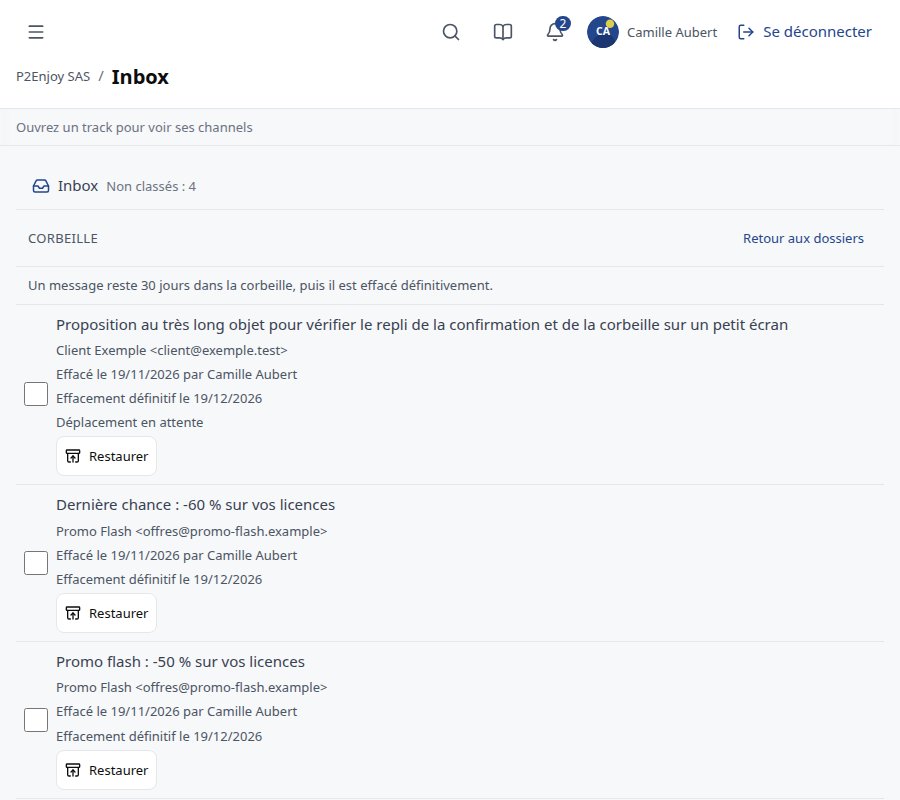 2
CA
Camille Aubert
Se déconnecter
P2Enjoy SAS / Inbox
Ouvrez un track pour voir ses channels
Inbox Non classés : 4
CORBEILLE
Retour aux dossiers
Un message reste 30 jours dans la corbeille, puis il est effacé définitivement.
Proposition au très long objet pour vérifier le repli de la confirmation et de la corbeille sur un petit écran
Client Exemple <client@exemple.test>
Effacé le 19/11/2026 par Camille Aubert
Effacement définitif le 19/12/2026
Déplacement en attente
Restaurer
Dernière chance : -60 % sur vos licences
Promo Flash <offres@promo-flash.example>
Effacé le 19/11/2026 par Camille Aubert
Effacement définitif le 19/12/2026
Restaurer
Promo flash : -50 % sur vos licences
Promo Flash <offres@promo-flash.example>
Effacé le 19/11/2026 par Camille Aubert
Effacement définitif le 19/12/2026
Restaurer